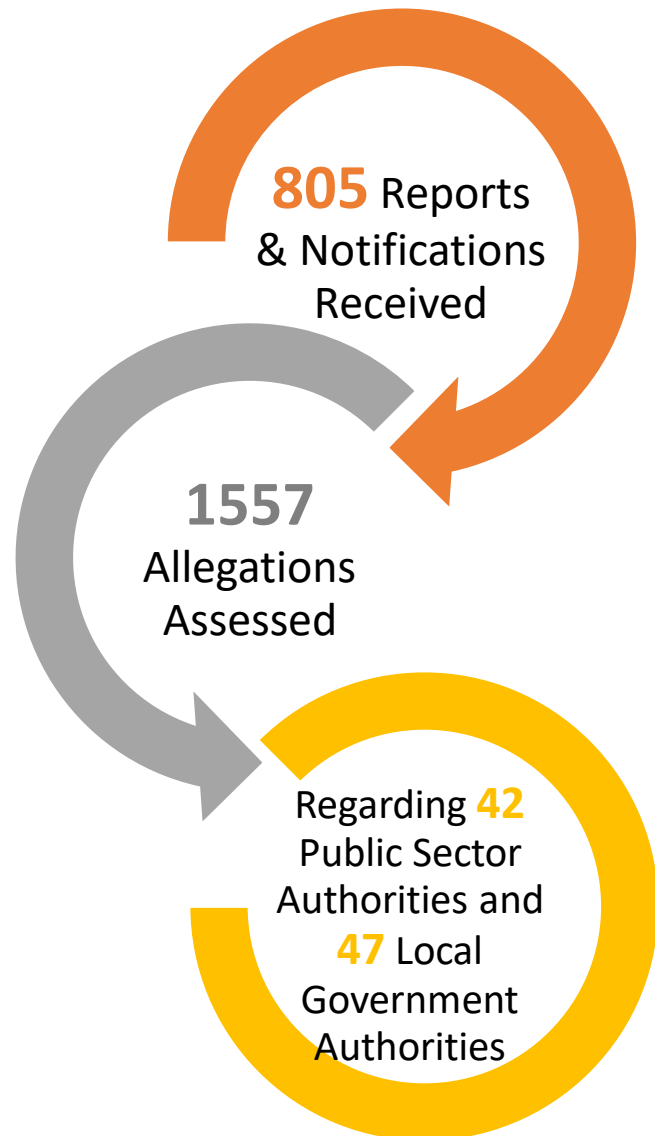 805 Reports
& Notifications
Received
1557
Allegations
Assessed
Regarding 42
Public Sector
Authorities and
47 Local
Government
Authorities